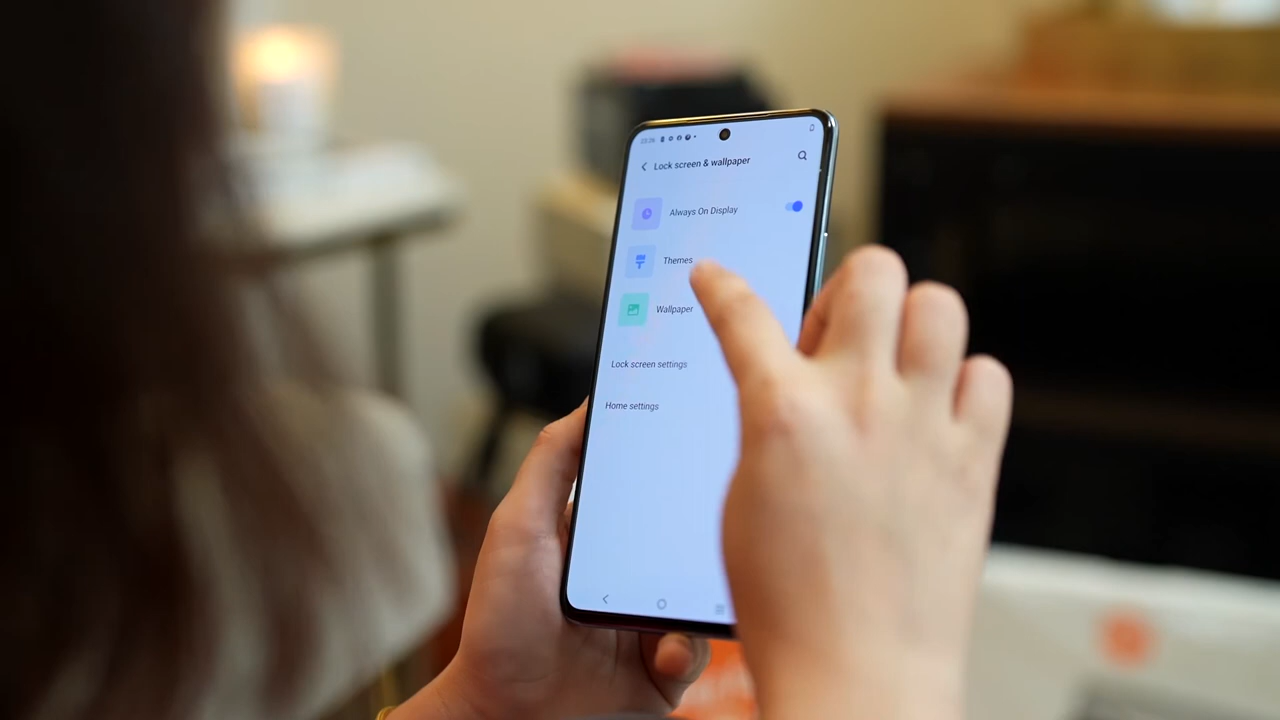 Lock screen & wallpaper
Always On Display
Themes
Wallpaper
Lock screen settings
Home settings